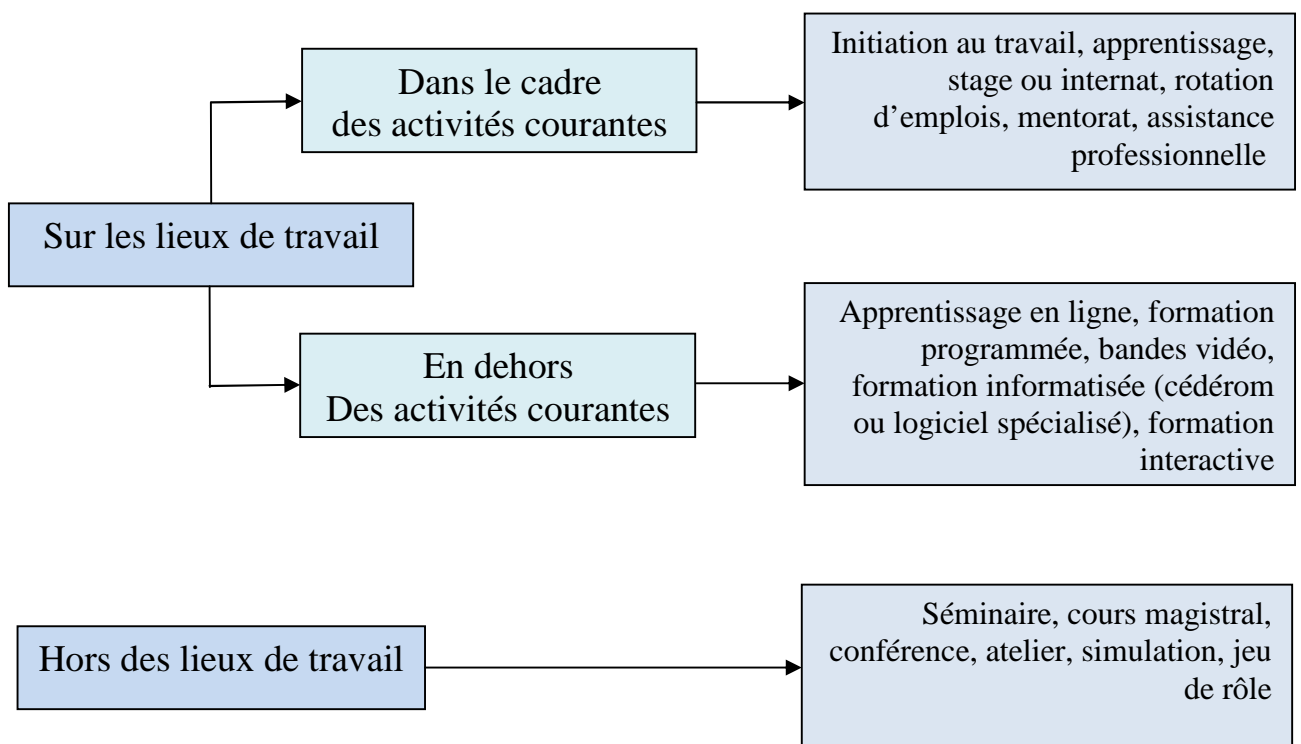 Dans le cadre
des activités courantes
Initiation au travail, apprentissage,
stage ou internat, rotation
d’emplois, mentorat, assistance
professionnelle
Sur les lieux de travail
En dehors
Des activités courantes
Apprentissage en ligne, formation
programmée, bandes vidéo,
formation informatisée (cédérom
ou logiciel spécialisé), formation
interactive
Hors des lieux de travail
Séminaire, cours magistral,
conférence, atelier, simulation, jeu
de rôle